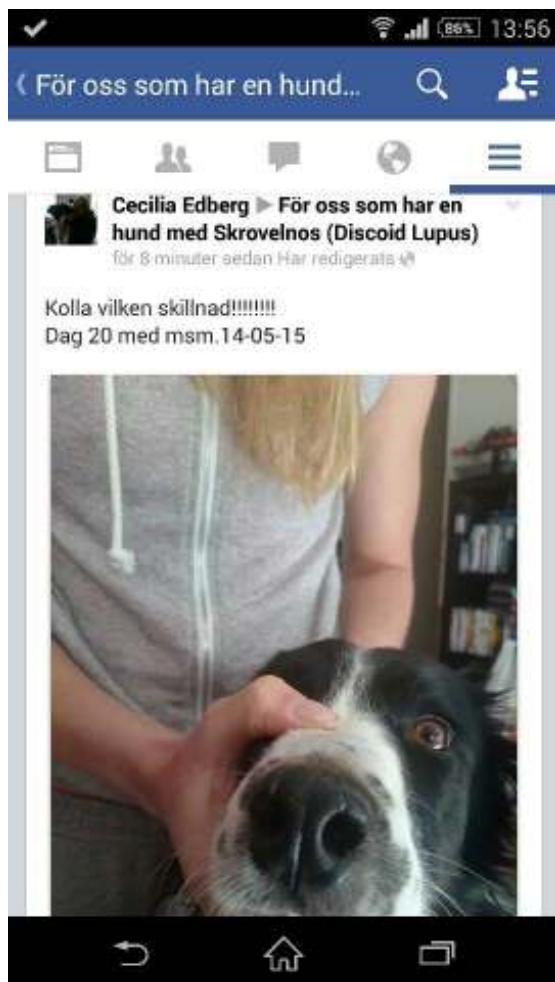 86% 13:56
För oss som har en hund...
Cecilia Edberg ▶ För oss som har en
hund med Skrovelnos (Discoid Lupus)
för 8 minuter sedan Har redigerats
Kolla vilken skillnad!!!!!!!!
Dag 20 med msm.14-05-15